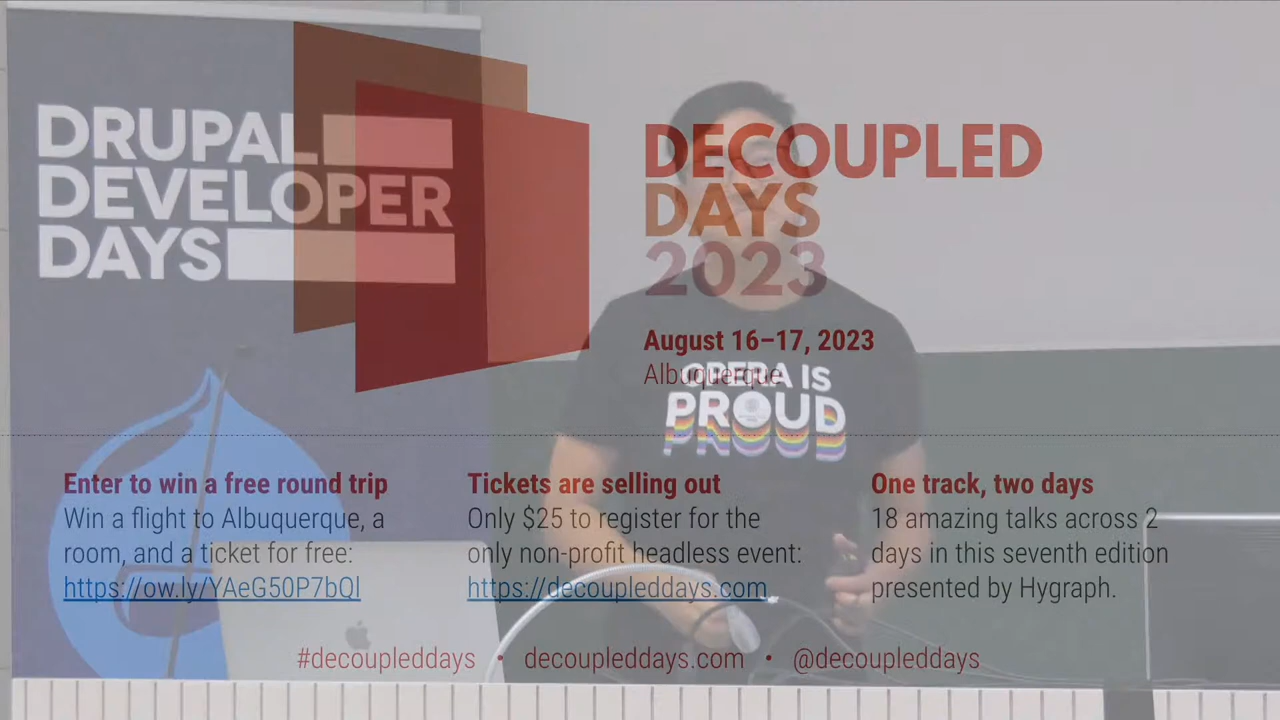 DRUPAL
DEVELOPER
DAYS
DECOUPLED
DAYS
2023
August 16–17, 2023
Albuquerque
OPERA IS
PROUD
Enter to win a free round trip
Win a flight to Albuquerque, a
room, and a ticket for free:
https://ow.ly/YAeG50P7bQl
Tickets are selling out
Only $25 to register for the
only non-profit headless event:
https://decoupleddays.com
One track, two days
18 amazing talks across 2
days in this seventh edition
presented by Hygraph.
#decoupleddays • decoupleddays.com • @decoupleddays